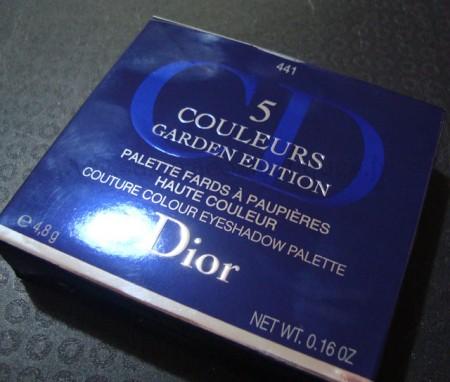 441
CD
5
COULEURS
GARDEN EDITION
PALETTE FARDS À PAUPIÈRES
HAUTE COULEUR
COUTURE COLOUR EYESHADOW PALETTE
Dior
℮ 4,8 g
NET WT. 0.16 OZ